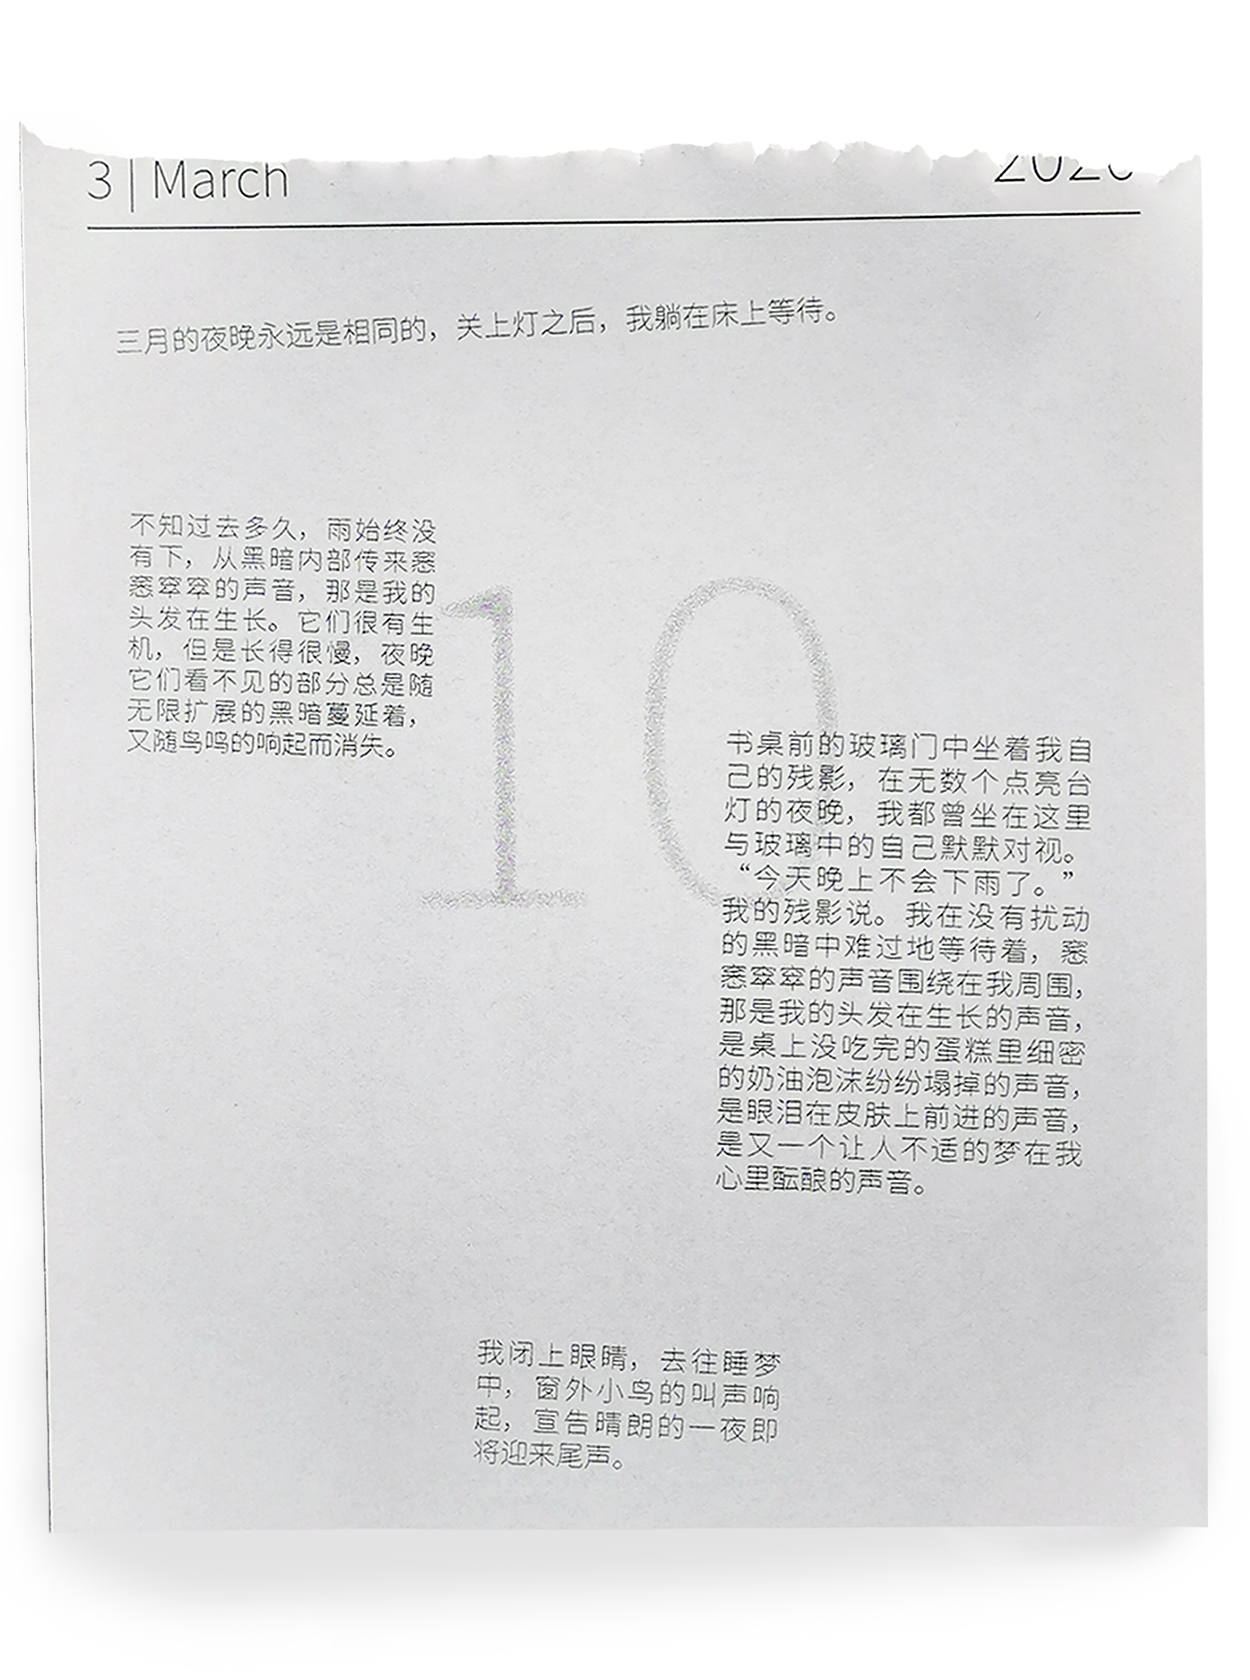 3 | March
三月的夜晚永远是相同的，关上灯之后，我躺在床上等待。
不知过去多久，雨始终没
有下，从黑暗内部传来窸
窸窣窣的声音，那是我的
头发在生长。它们很有生
机，但是长得很慢，夜晚
它们看不见的部分总是随
无限扩展的黑暗蔓延着，
又随鸟鸣的响起而消失。
10
书桌前的玻璃门中坐着我自
己的残影，在无数个点亮台
灯的夜晚，我都曾坐在这里
与玻璃中的自己默默对视。
“今天晚上不会下雨了。”
我的残影说。我在没有扰动
的黑暗中难过地等待着，窸
窸窣窣的声音围绕在我周围，
那是我的头发在生长的声音，
是桌上没吃完的蛋糕里细密
的奶油泡沫纷纷塌掉的声音，
是眼泪在皮肤上前进的声音，
是又一个让人不适的梦在我
心里酝酿的声音。
我闭上眼睛，去往睡梦
中，窗外小鸟的叫声响
起，宣告晴朗的一夜即
将迎来尾声。